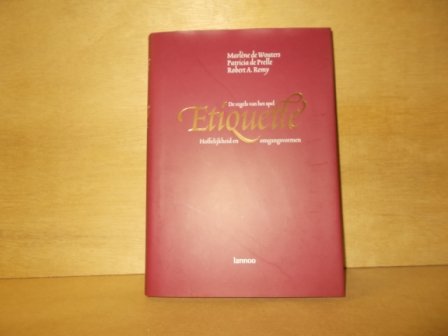 Marlène de Wouters
Patricia de Prelle
Robert A. Remy
De regels van het spel
Etiquette
Hoffelijkheid en omgangsvormen
lannoo